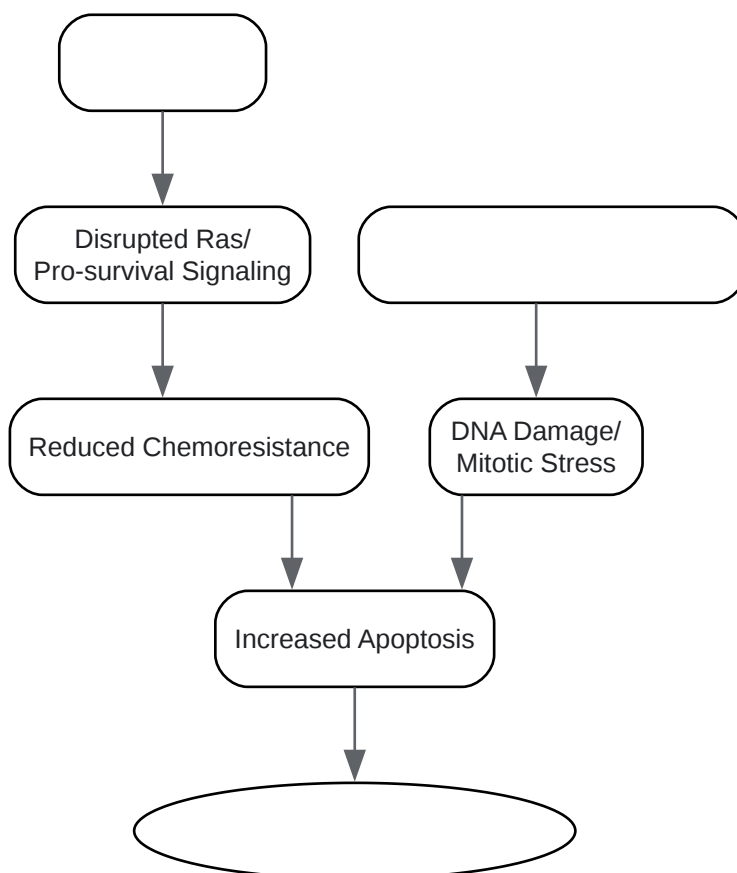 Disrupted Ras/
Pro-survival Signaling
Reduced Chemoresistance
DNA Damage/
Mitotic Stress
Increased Apoptosis